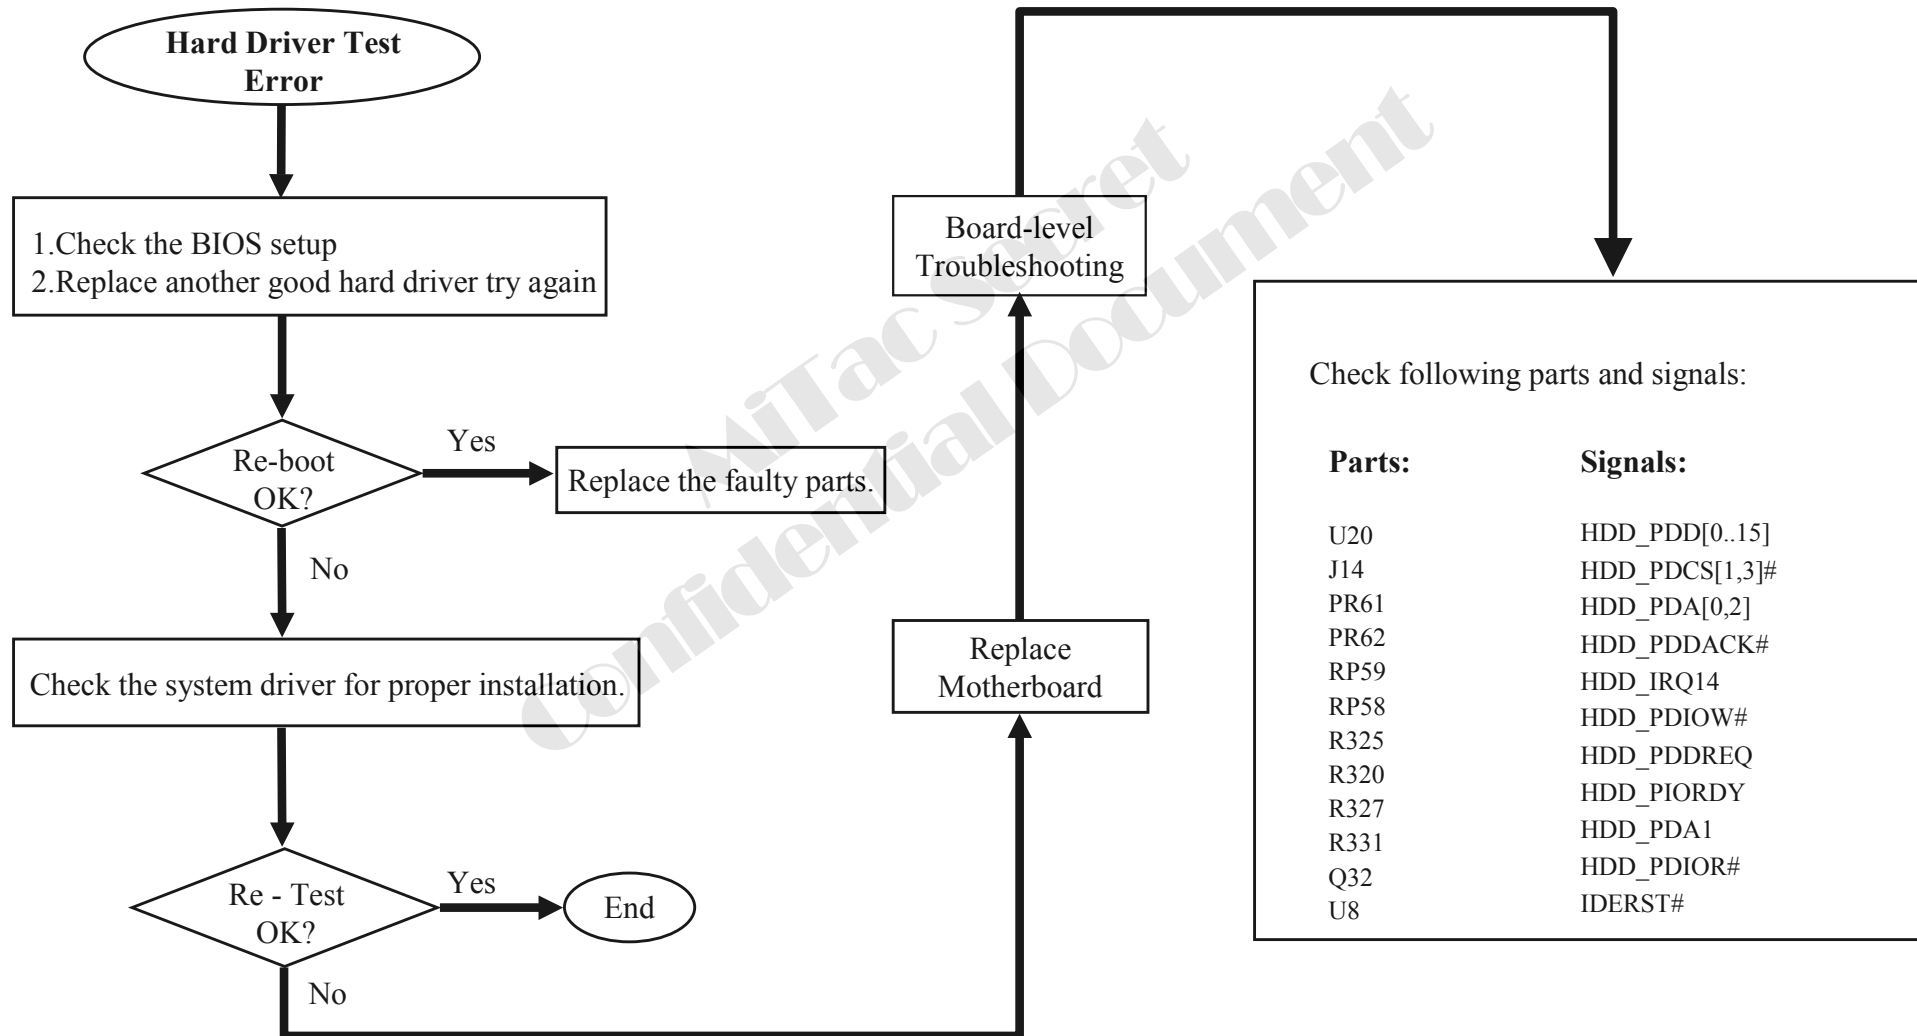 Hard Driver Test
Error
1.Check the BIOS setup
2.Replace another good hard driver try again
Re-boot
OK?
Yes
Replace the faulty parts.
No
Check the system driver for proper installation.
Re - Test
OK?
Yes
End
No
Replace
Motherboard
Board-level
Troubleshooting
Check following parts and signals:
Parts:
U20
J14
PR61
PR62
RP59
RP58
R325
R320
R327
R331
Q32
U8
Signals:
HDD_PDD[0..15]
HDD_PDCS[1,3]#
HDD_PDA[0,2]
HDD_PDDACK#
HDD_IRQ14
HDD_PDIOW#
HDD_PDDREQ
HDD_PIORDY
HDD_PDA1
HDD_PDIOR#
IDERST#
MiTac Secret
Confidential Document